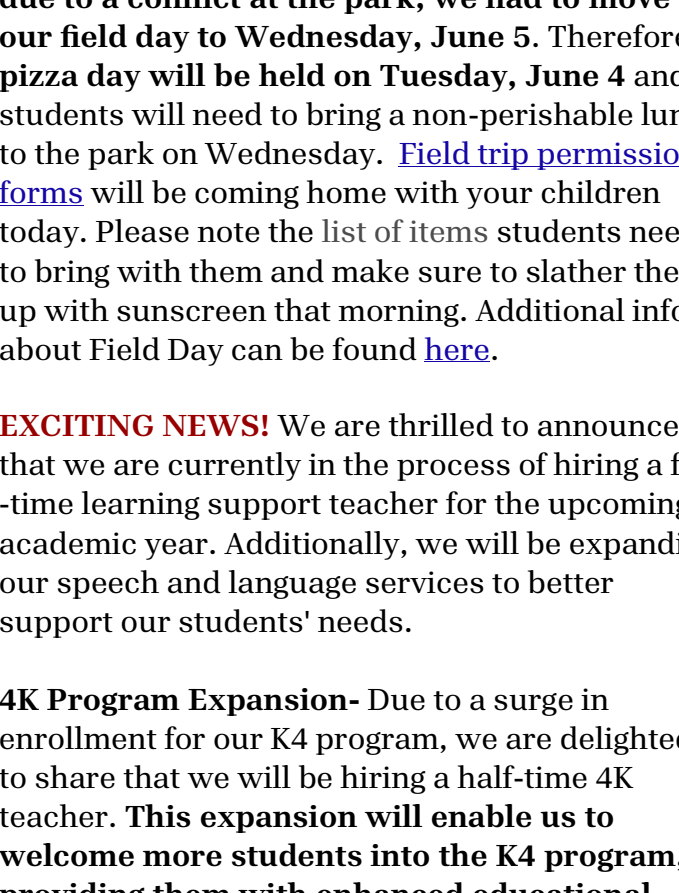 due to a conflict at the park, we had to move
our field day to Wednesday, June 5. Therefore
pizza day will be held on Tuesday, June 4 and
students will need to bring a non-perishable lun
to the park on Wednesday. Field trip permissio
forms will be coming home with your children
today. Please note the list of items students nee
to bring with them and make sure to slather the
up with sunscreen that morning. Additional info
about Field Day can be found here.
EXCITING NEWS! We are thrilled to announce
that we are currently in the process of hiring a f
-time learning support teacher for the upcoming
academic year. Additionally, we will be expandi
our speech and language services to better
support our students' needs.
4K Program Expansion- Due to a surge in
enrollment for our K4 program, we are delighted
to share that we will be hiring a half-time 4K
teacher. This expansion will enable us to
welcome more students into the K4 program,
providing them with enhanced educational